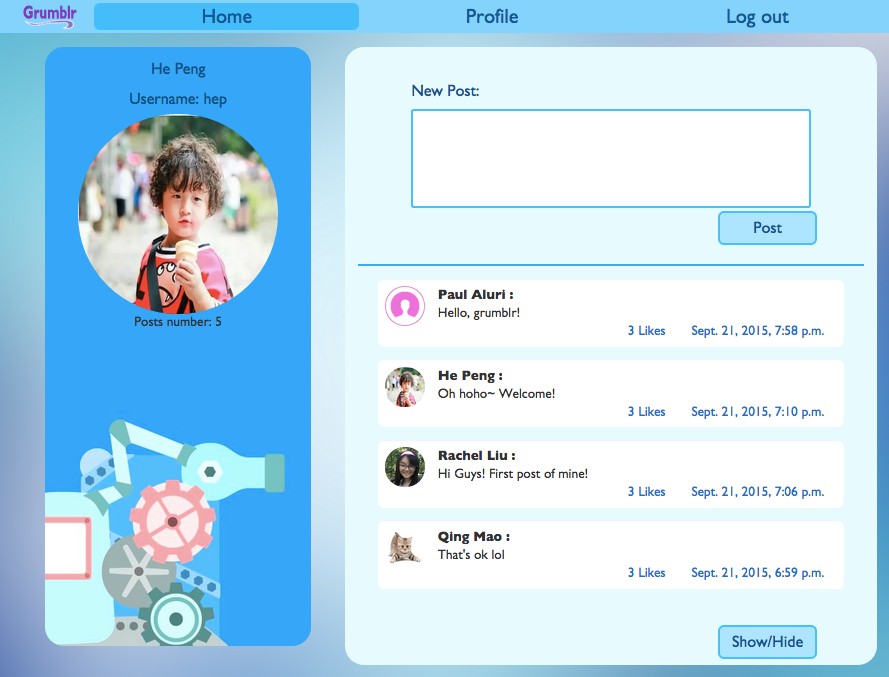 Grumblr
Home
Profile
Log out
He Peng
Username: hep
Posts number: 5
New Post:
Post
Paul Aluri :
Hello, grumblr!
3 Likes Sept. 21, 2015, 7:58 p.m.
He Peng :
Oh hoho~ Welcome!
3 Likes Sept. 21, 2015, 7:10 p.m.
Rachel Liu :
Hi Guys! First post of mine!
3 Likes Sept. 21, 2015, 7:06 p.m.
Qing Mao :
That's ok lol
3 Likes Sept. 21, 2015, 6:59 p.m.
Show/Hide